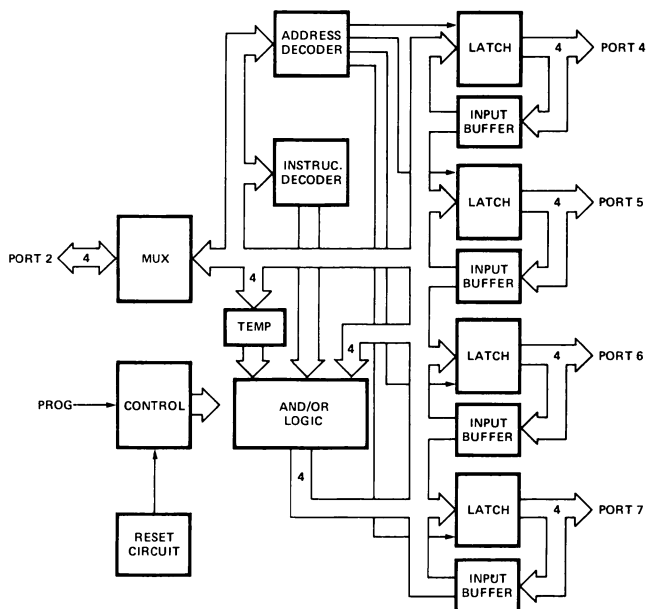 ADDRESS
DECODER
LATCH
4
PORT 4
INPUT
BUFFER
INSTRUC.
DECODER
LATCH
4
PORT 5
PORT 2
4
MUX
INPUT
BUFFER
4
TEMP
4
LATCH
4
PORT 6
PROG
CONTROL
AND/OR
LOGIC
INPUT
BUFFER
4
LATCH
4
PORT 7
RESET
CIRCUIT
INPUT
BUFFER